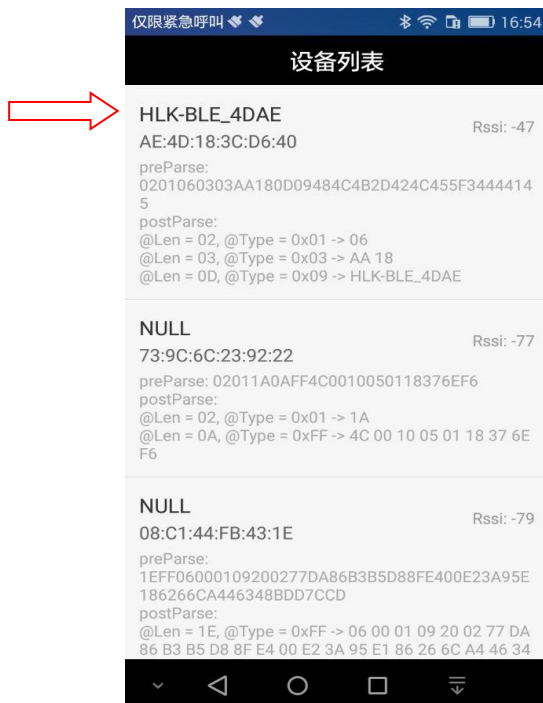 仅限紧急呼叫 16:54
设备列表
HLK-BLE_4DAE
Rssi: -47
AE:4D:18:3C:D6:40
preParse:
0201060303AA180D09484C4B2D424C455F3444414
5
postParse:
@Len = 02, @Type = 0x01 -> 06
@Len = 03, @Type = 0x03 -> AA 18
@Len = 0D, @Type = 0x09 -> HLK-BLE_4DAE
NULL
Rssi: -77
73:9C:6C:23:92:22
preParse: 02011A0AFF4C0010050118376EF6
postParse:
@Len = 02, @Type = 0x01 -> 1A
@Len = 0A, @Type = 0xFF -> 4C 00 10 05 01 18 37 6E
F6
NULL
Rssi: -79
08:C1:44:FB:43:1E
preParse:
1EFF06000109200277DA86B3B5D88FE400E23A95E
186266CA446348BDD7CCD
postParse:
@Len = 1E, @Type = 0xFF -> 06 00 01 09 20 02 77 DA
86 B3 B5 D8 8F E4 00 E2 3A 95 E1 86 26 6C A4 46 34